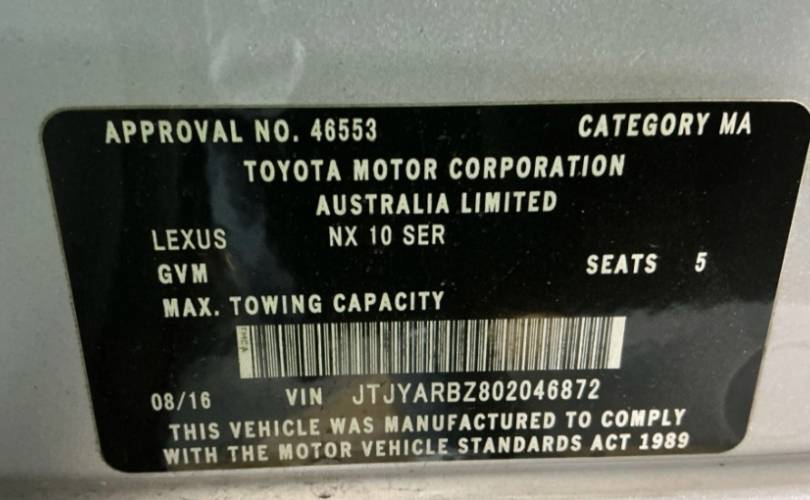 APPROVAL NO. 46553 CATEGORY MA
TOYOTA MOTOR CORPORATION
AUSTRALIA LIMITED
LEXUS NX 10 SER
GVM SEATS 5
MAX. TOWING CAPACITY
08/16 VIN JTJYARBZ802046872
THIS VEHICLE WAS MANUFACTURED TO COMPLY
WITH THE MOTOR VEHICLE STANDARDS ACT 1989